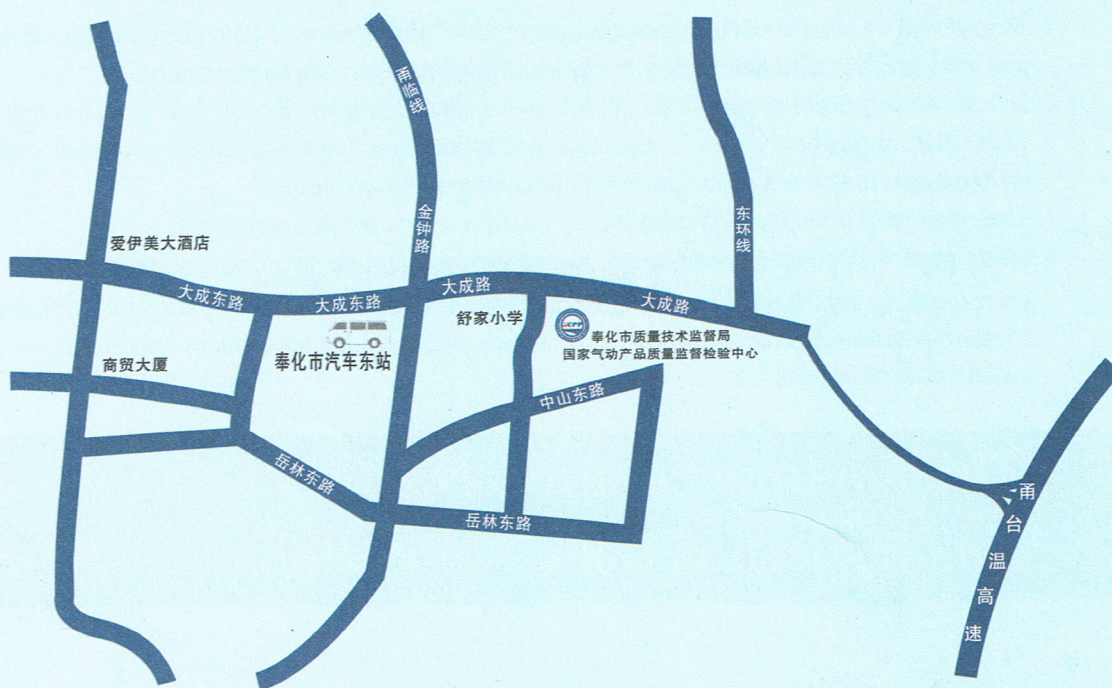 甬临线
金钟路
东环线
爱伊美大酒店
大成东路
大成东路
大成路
大成路
舒家小学
奉化市质量技术监督局
国家气动产品质量监督检验中心
奉化市汽车东站
商贸大厦
中山东路
岳林东路
岳林东路
甬台温高速